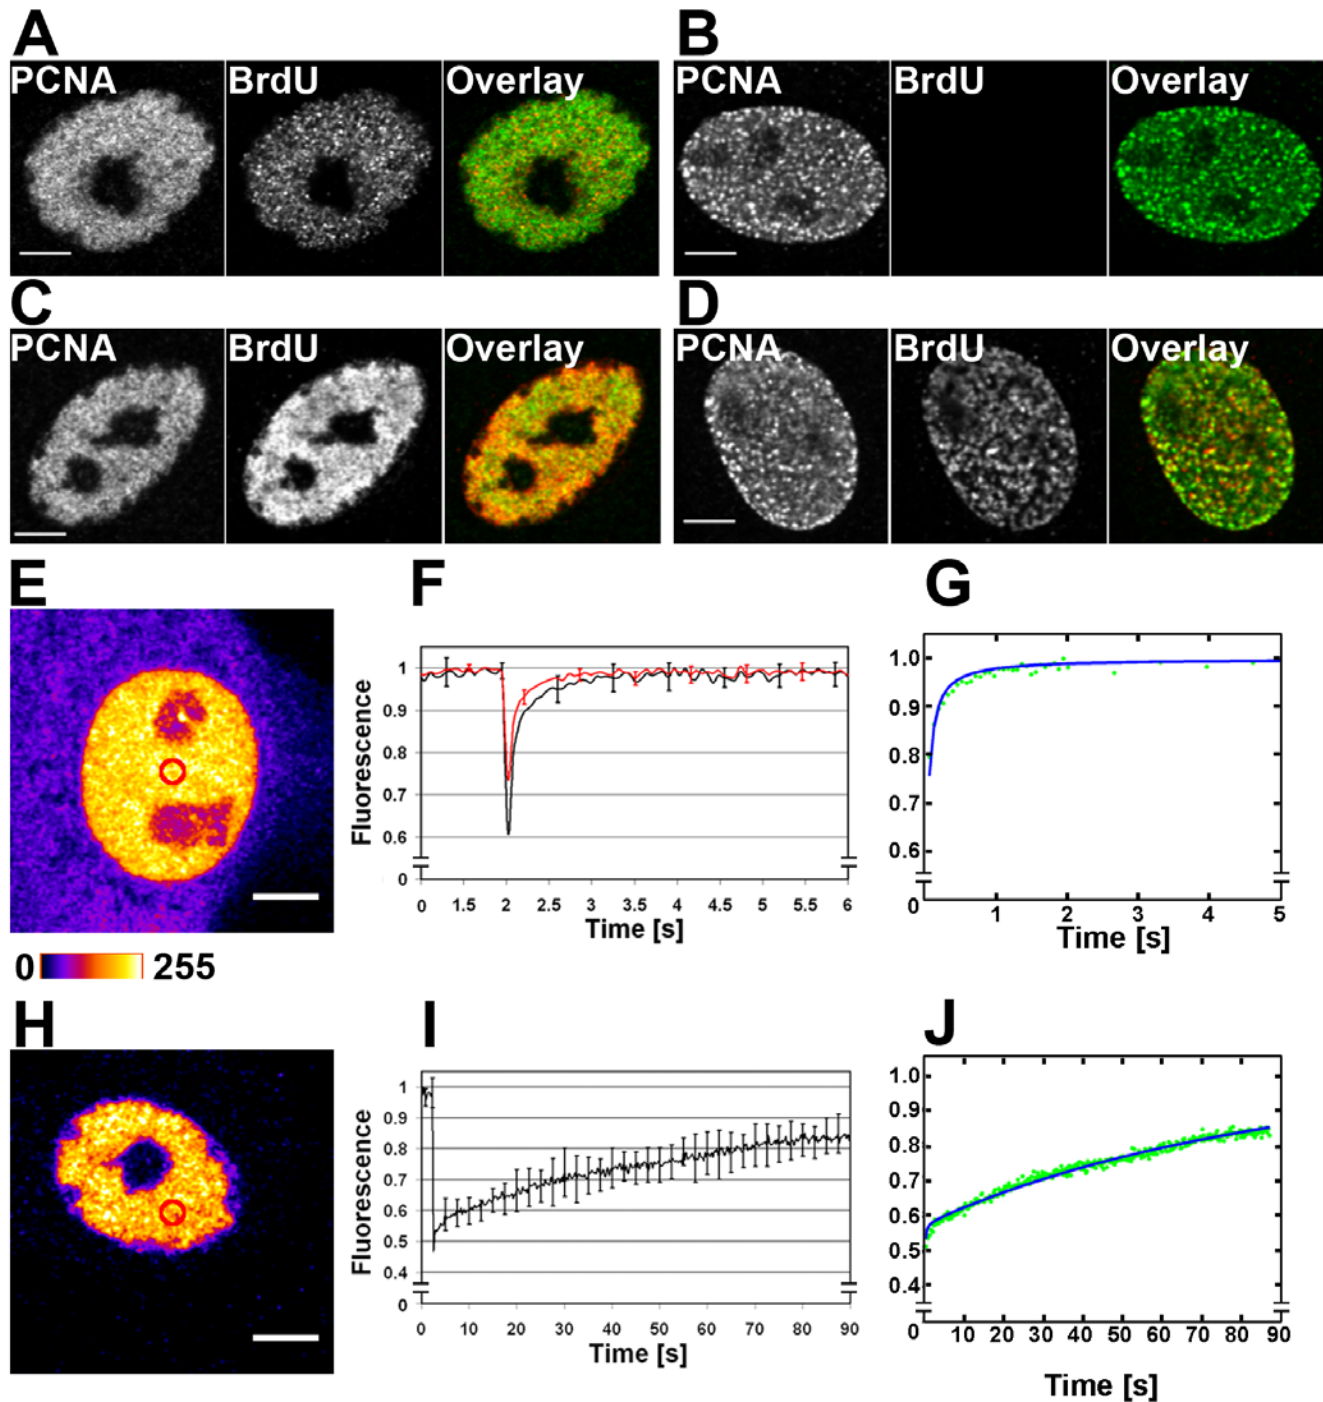 A
B
PCNA BrdU Overlay
PCNA BrdU Overlay
C
D
PCNA BrdU Overlay
PCNA BrdU Overlay
E
F
G
Fluorescence
1
0.9
0.8
0.7
0.6
0
0 1.5 2 2.5 3 3.5 4 4.5 5 5.5 6
Time [s]
1.0
0.9
0.8
0.7
0.6
0 1 2 3 4 5
Time [s]
0 255
H
I
J
Fluorescence
1
0.9
0.8
0.7
0.6
0.5
0.4
0
0 10 20 30 40 50 60 70 80 90
Time [s]
1.0
0.9
0.8
0.7
0.6
0.5
0.4
0 10 20 30 40 50 60 70 80 90
Time [s]